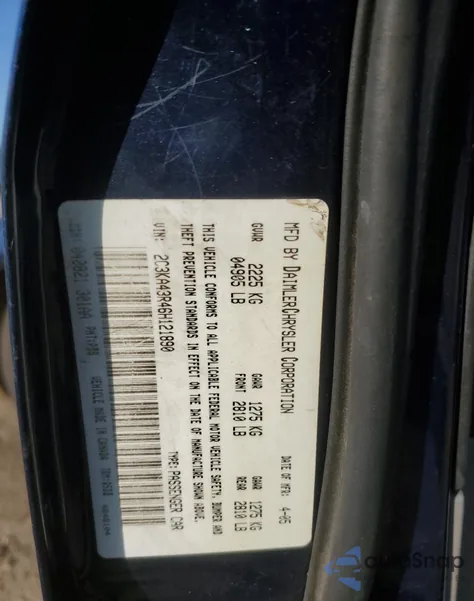 MFD BY DAIMLERCHRYSLER CORPORATION
DATE OF MFR: 4-05
GVWR 2225 KG 04905 LB
GAWR FRONT 1275 KG 2810 LB
GAWR REAR 1275 KG 2810 LB
THIS VEHICLE CONFORMS TO ALL APPLICABLE FEDERAL MOTOR VEHICLE SAFETY, BUMPER AND
THEFT PREVENTION STANDARDS IN EFFECT ON THE DATE OF MANUFACTURE SHOWN ABOVE.
VIN: 2C3KA43R46H121890
TYPE: PASSENGER CAR
VEHICLE MADE IN CANADA
AutoSnap